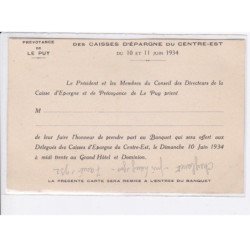 PRÉVOYANCE
DE
LE PUY
DES CAISSES D'ÉPARGNE DU CENTRE-EST
DU 10 ET 11 JUIN 1934
Le Président et les Membres du Conseil des Directeurs de la
Caisse d'Epargne et de Prévoyance de Le Puy prient
M
de leur faire l'honneur de prendre part au Banquet qui sera offert aux
Délégués des Caisses d'Epargne du Centre-Est, le Dimanche 10 Juin 1934
à midi trente au Grand Hôtel et Dominion.
LA PRÉSENTE CARTE SERA REMISE A L'ENTRÉE DU BANQUET